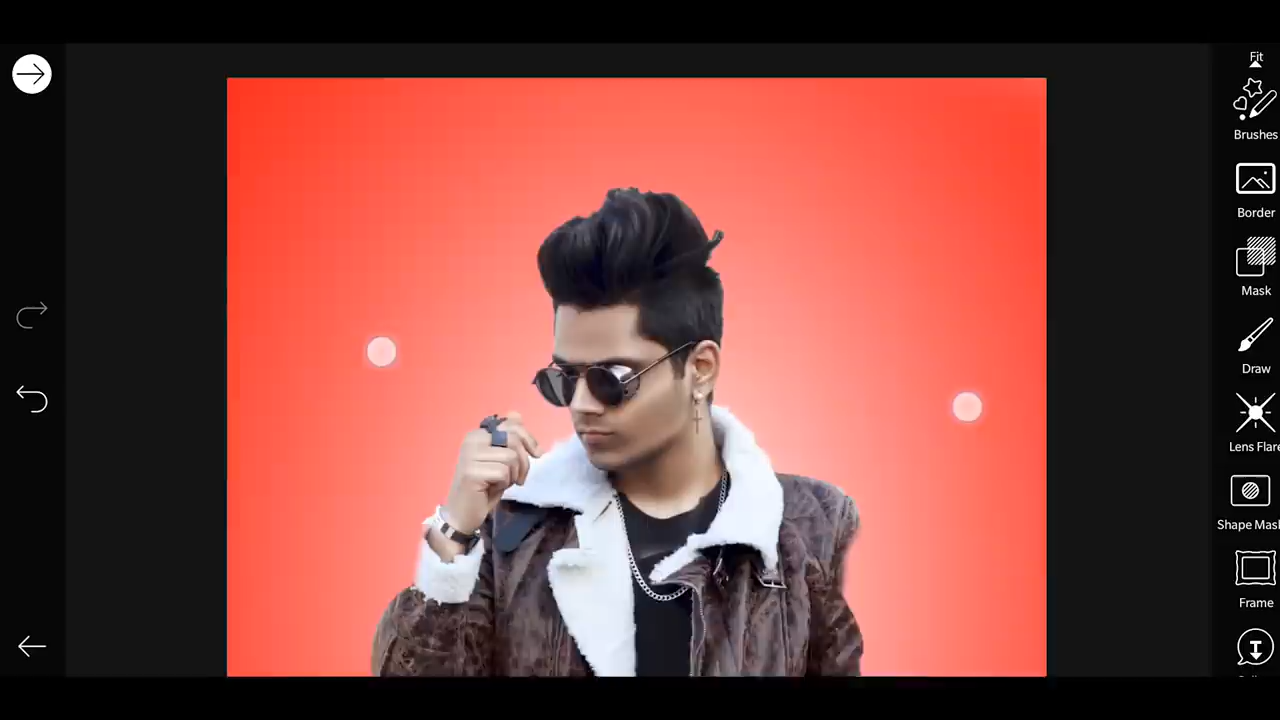 Fit
Brushes
Border
Mask
Draw
Lens Flare
Shape Mask
Frame